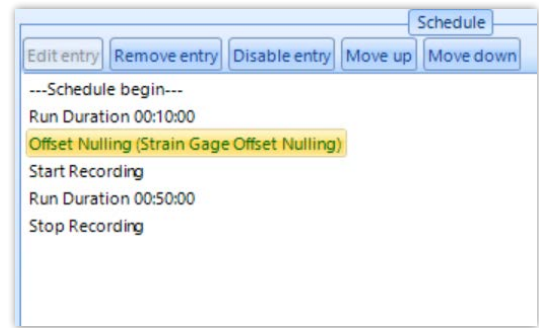 Schedule
Edit entry Remove entry Disable entry Move up Move down
---Schedule begin---
Run Duration 00:10:00
Offset Nulling (Strain Gage Offset Nulling)
Start Recording
Run Duration 00:50:00
Stop Recording